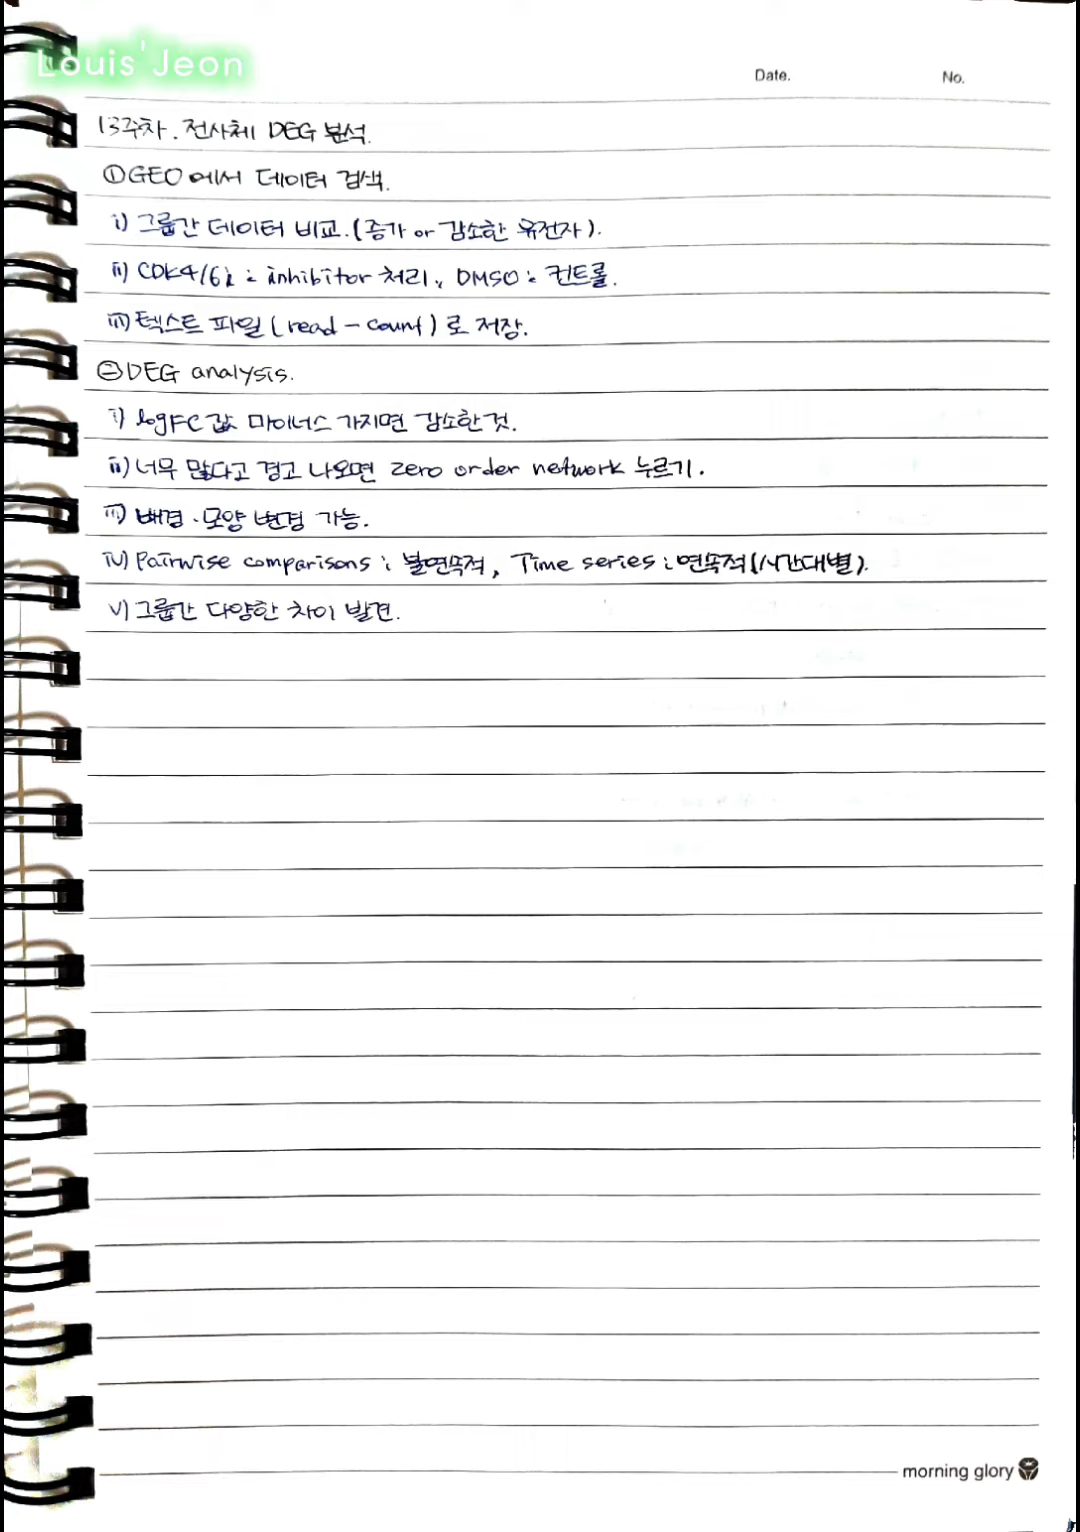 Louis'Jeon
Date. No.
13주차. 전사체 DEG 분석.
①GEO에서 데이터 검색.
i) 그룹간 데이터 비교.(증가 or 감소한 유전자).
ii) CDK4/6i : inhibitor 처리, DMSO : 컨트롤.
iii) 텍스트 파일(read-count)로 저장.
②DEG analysis.
i) logFC 값 마이너스 가지면 감소한 것.
ii) 너무 많다고 경고 나오면 zero order network 누르기.
iii) 배경·모양 변경 가능.
iv) Pairwise comparisons : 불연속적, Time series : 연속적(시간대별).
v) 그룹간 다양한 차이 발견.
morning glory